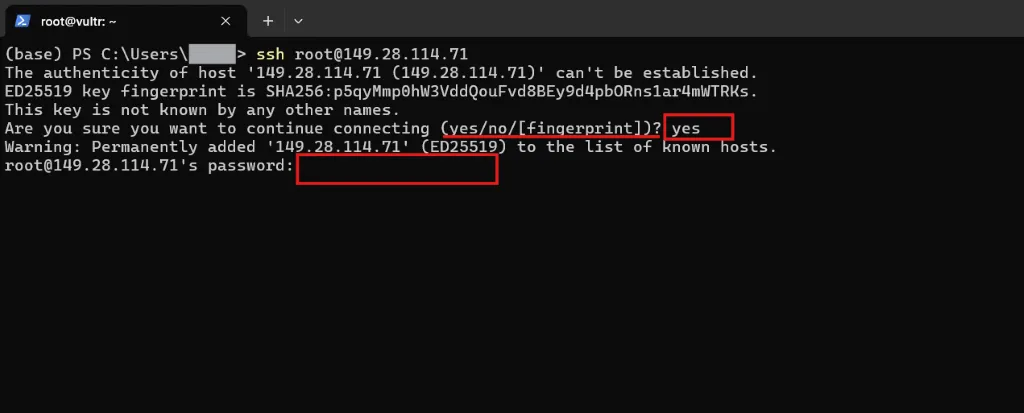 root@vultr: ~
(base) PS C:\Users\> ssh root@149.28.114.71
The authenticity of host '149.28.114.71 (149.28.114.71)' can't be established.
ED25519 key fingerprint is SHA256:p5qyMmp0hW3VddQouFvd8BEy9d4pbORns1ar4mWTRKs.
This key is not known by any other names.
Are you sure you want to continue connecting (yes/no/[fingerprint])? yes
Warning: Permanently added '149.28.114.71' (ED25519) to the list of known hosts.
root@149.28.114.71's password: